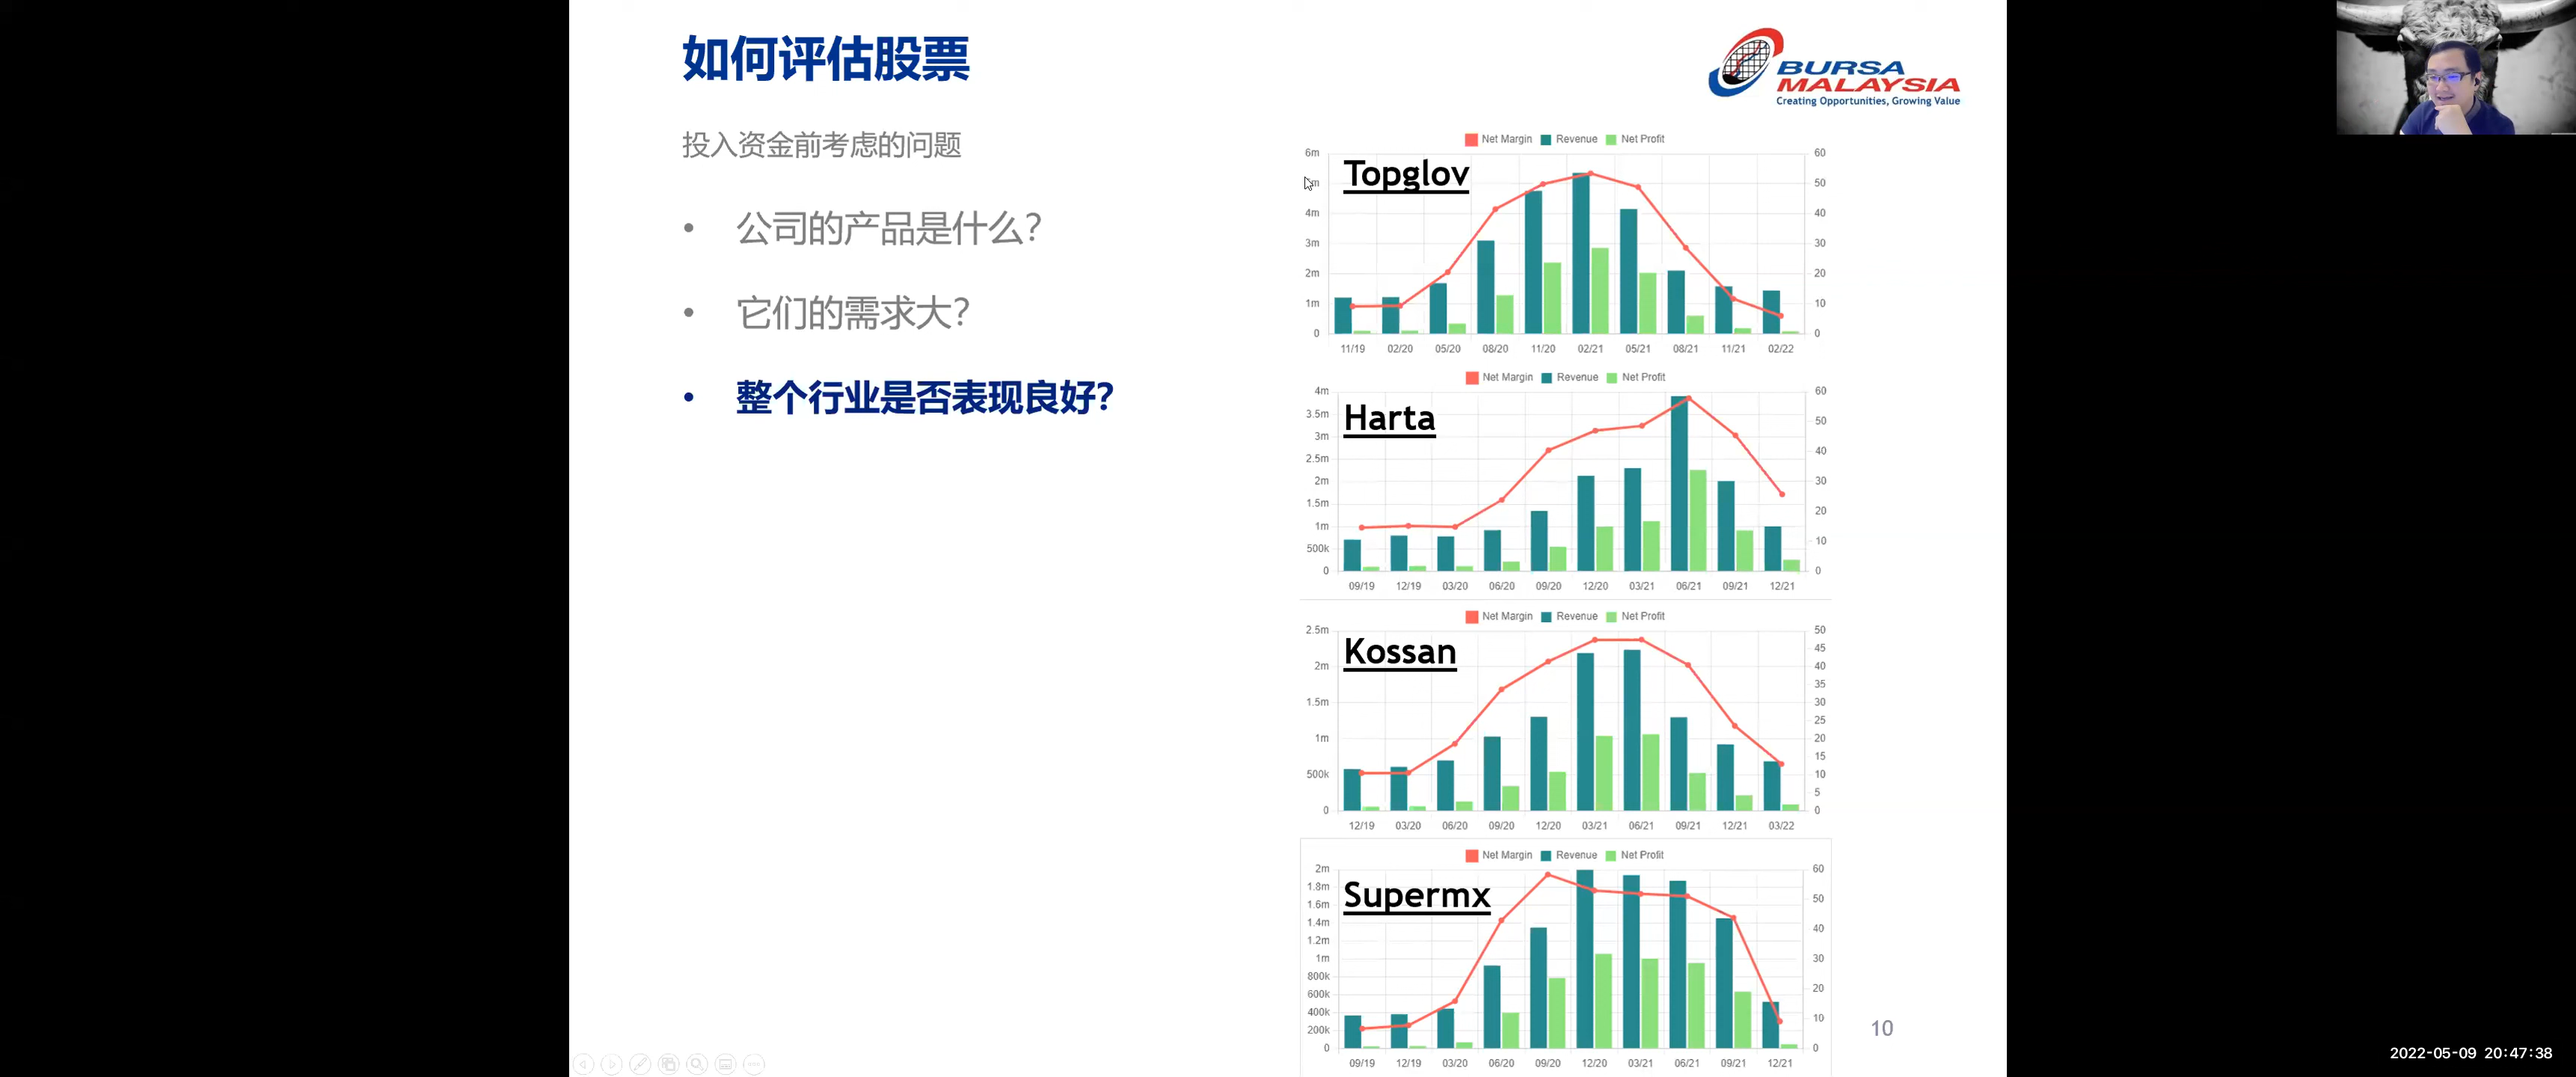 如何评估股票
BURSA
MALAYSIA
Creating Opportunities, Growing Value
投入资金前考虑的问题
• 公司的产品是什么?
• 它们的需求大?
• 整个行业是否表现良好?
Net Margin Revenue Net Profit
Topglov
6m
4m
3m
2m
1m
0
60
50
40
30
20
10
0
11/19 02/20 05/20 08/20 11/20 02/21 05/21 08/21 11/21 02/22
Net Margin Revenue Net Profit
Harta
4m
3.5m
3m
2.5m
2m
1.5m
1m
500k
0
60
50
40
30
20
10
0
09/19 12/19 03/20 06/20 09/20 12/20 03/21 06/21 09/21 12/21
Net Margin Revenue Net Profit
Kossan
2.5m
2m
1.5m
1m
500k
0
50
45
40
35
30
25
20
15
10
5
0
12/19 03/20 06/20 09/20 12/20 03/21 06/21 09/21 12/21 03/22
Net Margin Revenue Net Profit
Supermx
2m
1.8m
1.6m
1.4m
1.2m
1m
800k
600k
400k
200k
0
60
50
40
30
20
10
0
09/19 12/19 03/20 06/20 09/20 12/20 03/21 06/21 09/21 12/21
10
2022-05-09 20:47:38